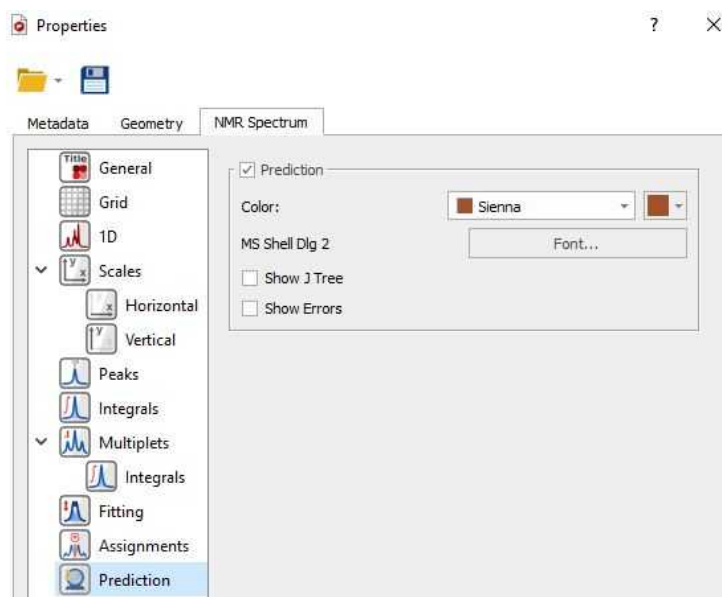 Properties
?
Metadata Geometry NMR Spectrum
Title
General
Grid
1D
y x
Scales
x
Horizontal
y
Vertical
Peaks
Integrals
Multiplets
Integrals
Fitting
Assignments
Prediction
Prediction
Color: Sienna
MS Shell Dlg 2 Font...
Show J Tree
Show Errors